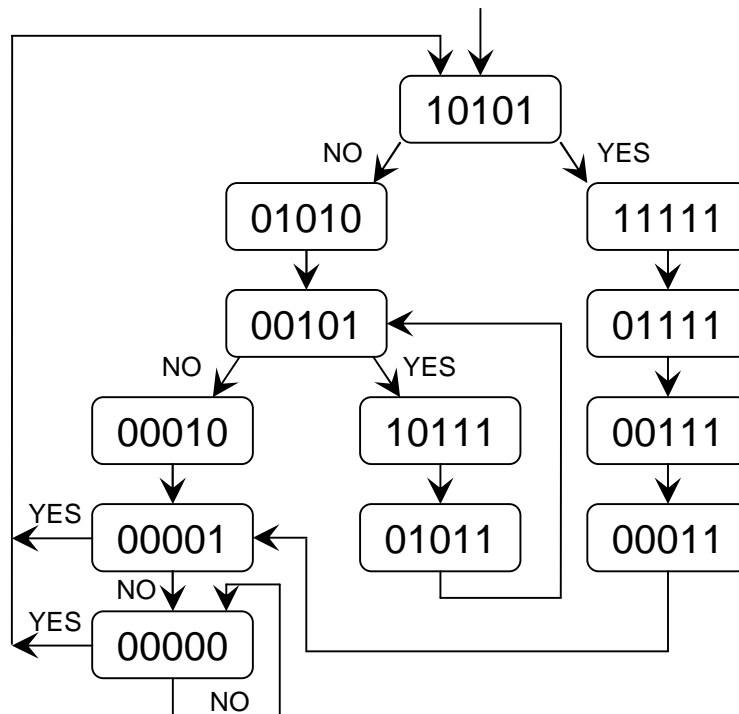 10101
NO YES
01010 11111
00101 01111
NO YES
00010 10111 00111
YES
00001 01011 00011
NO
YES
00000
NO